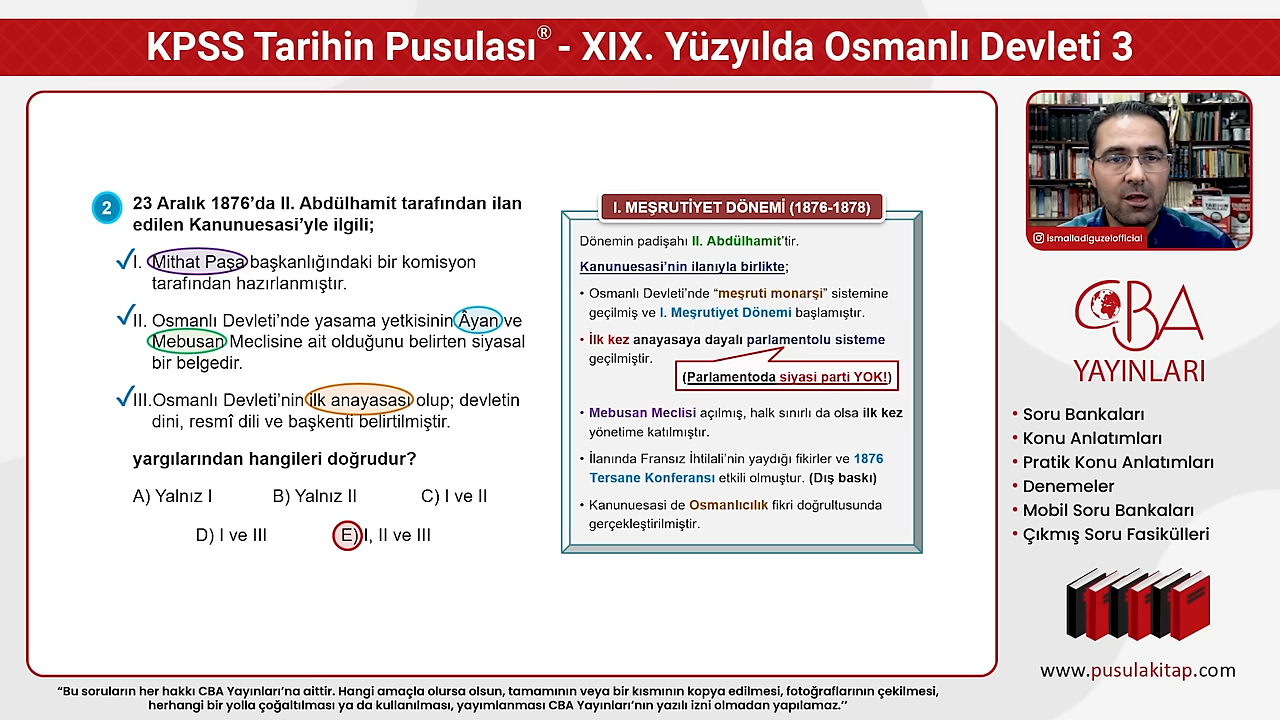 KPSS Tarihin Pusulası® - XIX. Yüzyılda Osmanlı Devleti 3
2
23 Aralık 1876’da II. Abdülhamit tarafından ilan
edilen Kanunuesasi’yle ilgili;
I. Mithat Paşa başkanlığındaki bir komisyon
tarafından hazırlanmıştır.
II. Osmanlı Devleti’nde yasama yetkisinin Âyan ve
Mebusan Meclisine ait olduğunu belirten siyasal
bir belgedir.
III.Osmanlı Devleti’nin ilk anayasası olup; devletin
dini, resmî dili ve başkenti belirtilmiştir.
yargılarından hangileri doğrudur?
A) Yalnız I B) Yalnız II C) I ve II
D) I ve III E) I, II ve III
I. MEŞRUTİYET DÖNEMİ (1876-1878)
Dönemin padişahı II. Abdülhamit’tir.
Kanunuesasi’nin ilanıyla birlikte;
• Osmanlı Devleti’nde “meşruti monarşi” sistemine
geçilmiş ve I. Meşrutiyet Dönemi başlamıştır.
• İlk kez anayasaya dayalı parlamentolu sisteme
geçilmiştir.
(Parlamentoda siyasi parti YOK!)
• Mebusan Meclisi açılmış, halk sınırlı da olsa ilk kez
yönetime katılmıştır.
• İlanında Fransız İhtilali’nin yaydığı fikirler ve 1876
Tersane Konferansı etkili olmuştur. (Dış baskı)
• Kanunuesasi de Osmanlıcılık fikri doğrultusunda
gerçekleştirilmiştir.
ismailadiguzelofficial
CBA
YAYINLARI
• Soru Bankaları
• Konu Anlatımları
• Pratik Konu Anlatımları
• Denemeler
• Mobil Soru Bankaları
• Çıkmış Soru Fasikülleri
www.pusulakitap.com
“Bu soruların her hakkı CBA Yayınları’na aittir. Hangi amaçla olursa olsun, tamamının veya bir kısmının kopya edilmesi, fotoğraflarının çekilmesi,
herhangi bir yolla çoğaltılması ya da kullanılması, yayımlanması CBA Yayınları’nın yazılı izni olmadan yapılamaz.’’